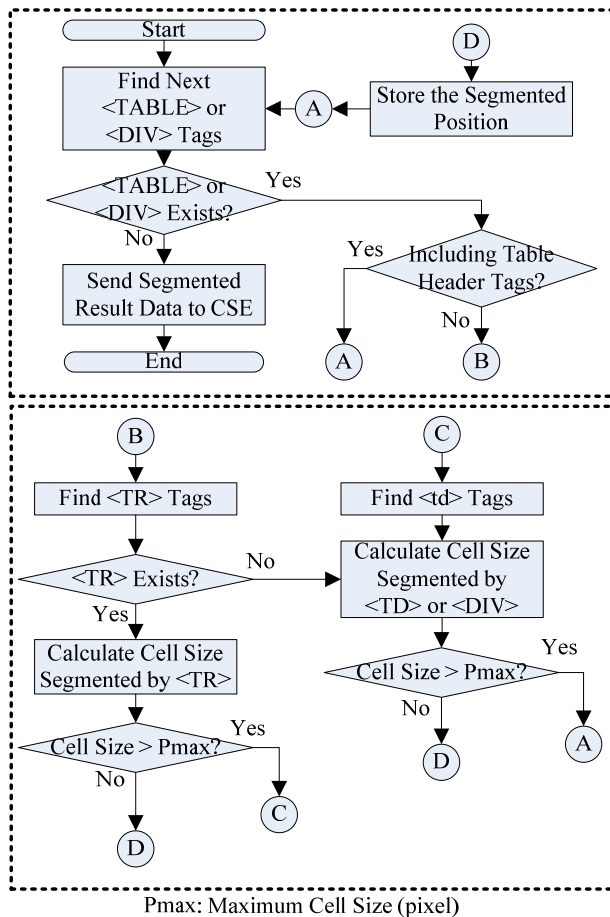 Start
Find Next
<TABLE> or
<DIV> Tags
A
D
Store the Segmented
Position
<TABLE> or
<DIV> Exists?
Yes
No
Including Table
Header Tags?
Yes
No
A
B
Send Segmented
Result Data to CSE
End
B
Find <TR> Tags
<TR> Exists?
No
Yes
Calculate Cell Size
Segmented by <TR>
Cell Size > Pmax?
Yes
No
C
D
C
Find <td> Tags
Calculate Cell Size
Segmented by
<TD> or <DIV>
Cell Size > Pmax?
Yes
No
A
D
Pmax: Maximum Cell Size (pixel)